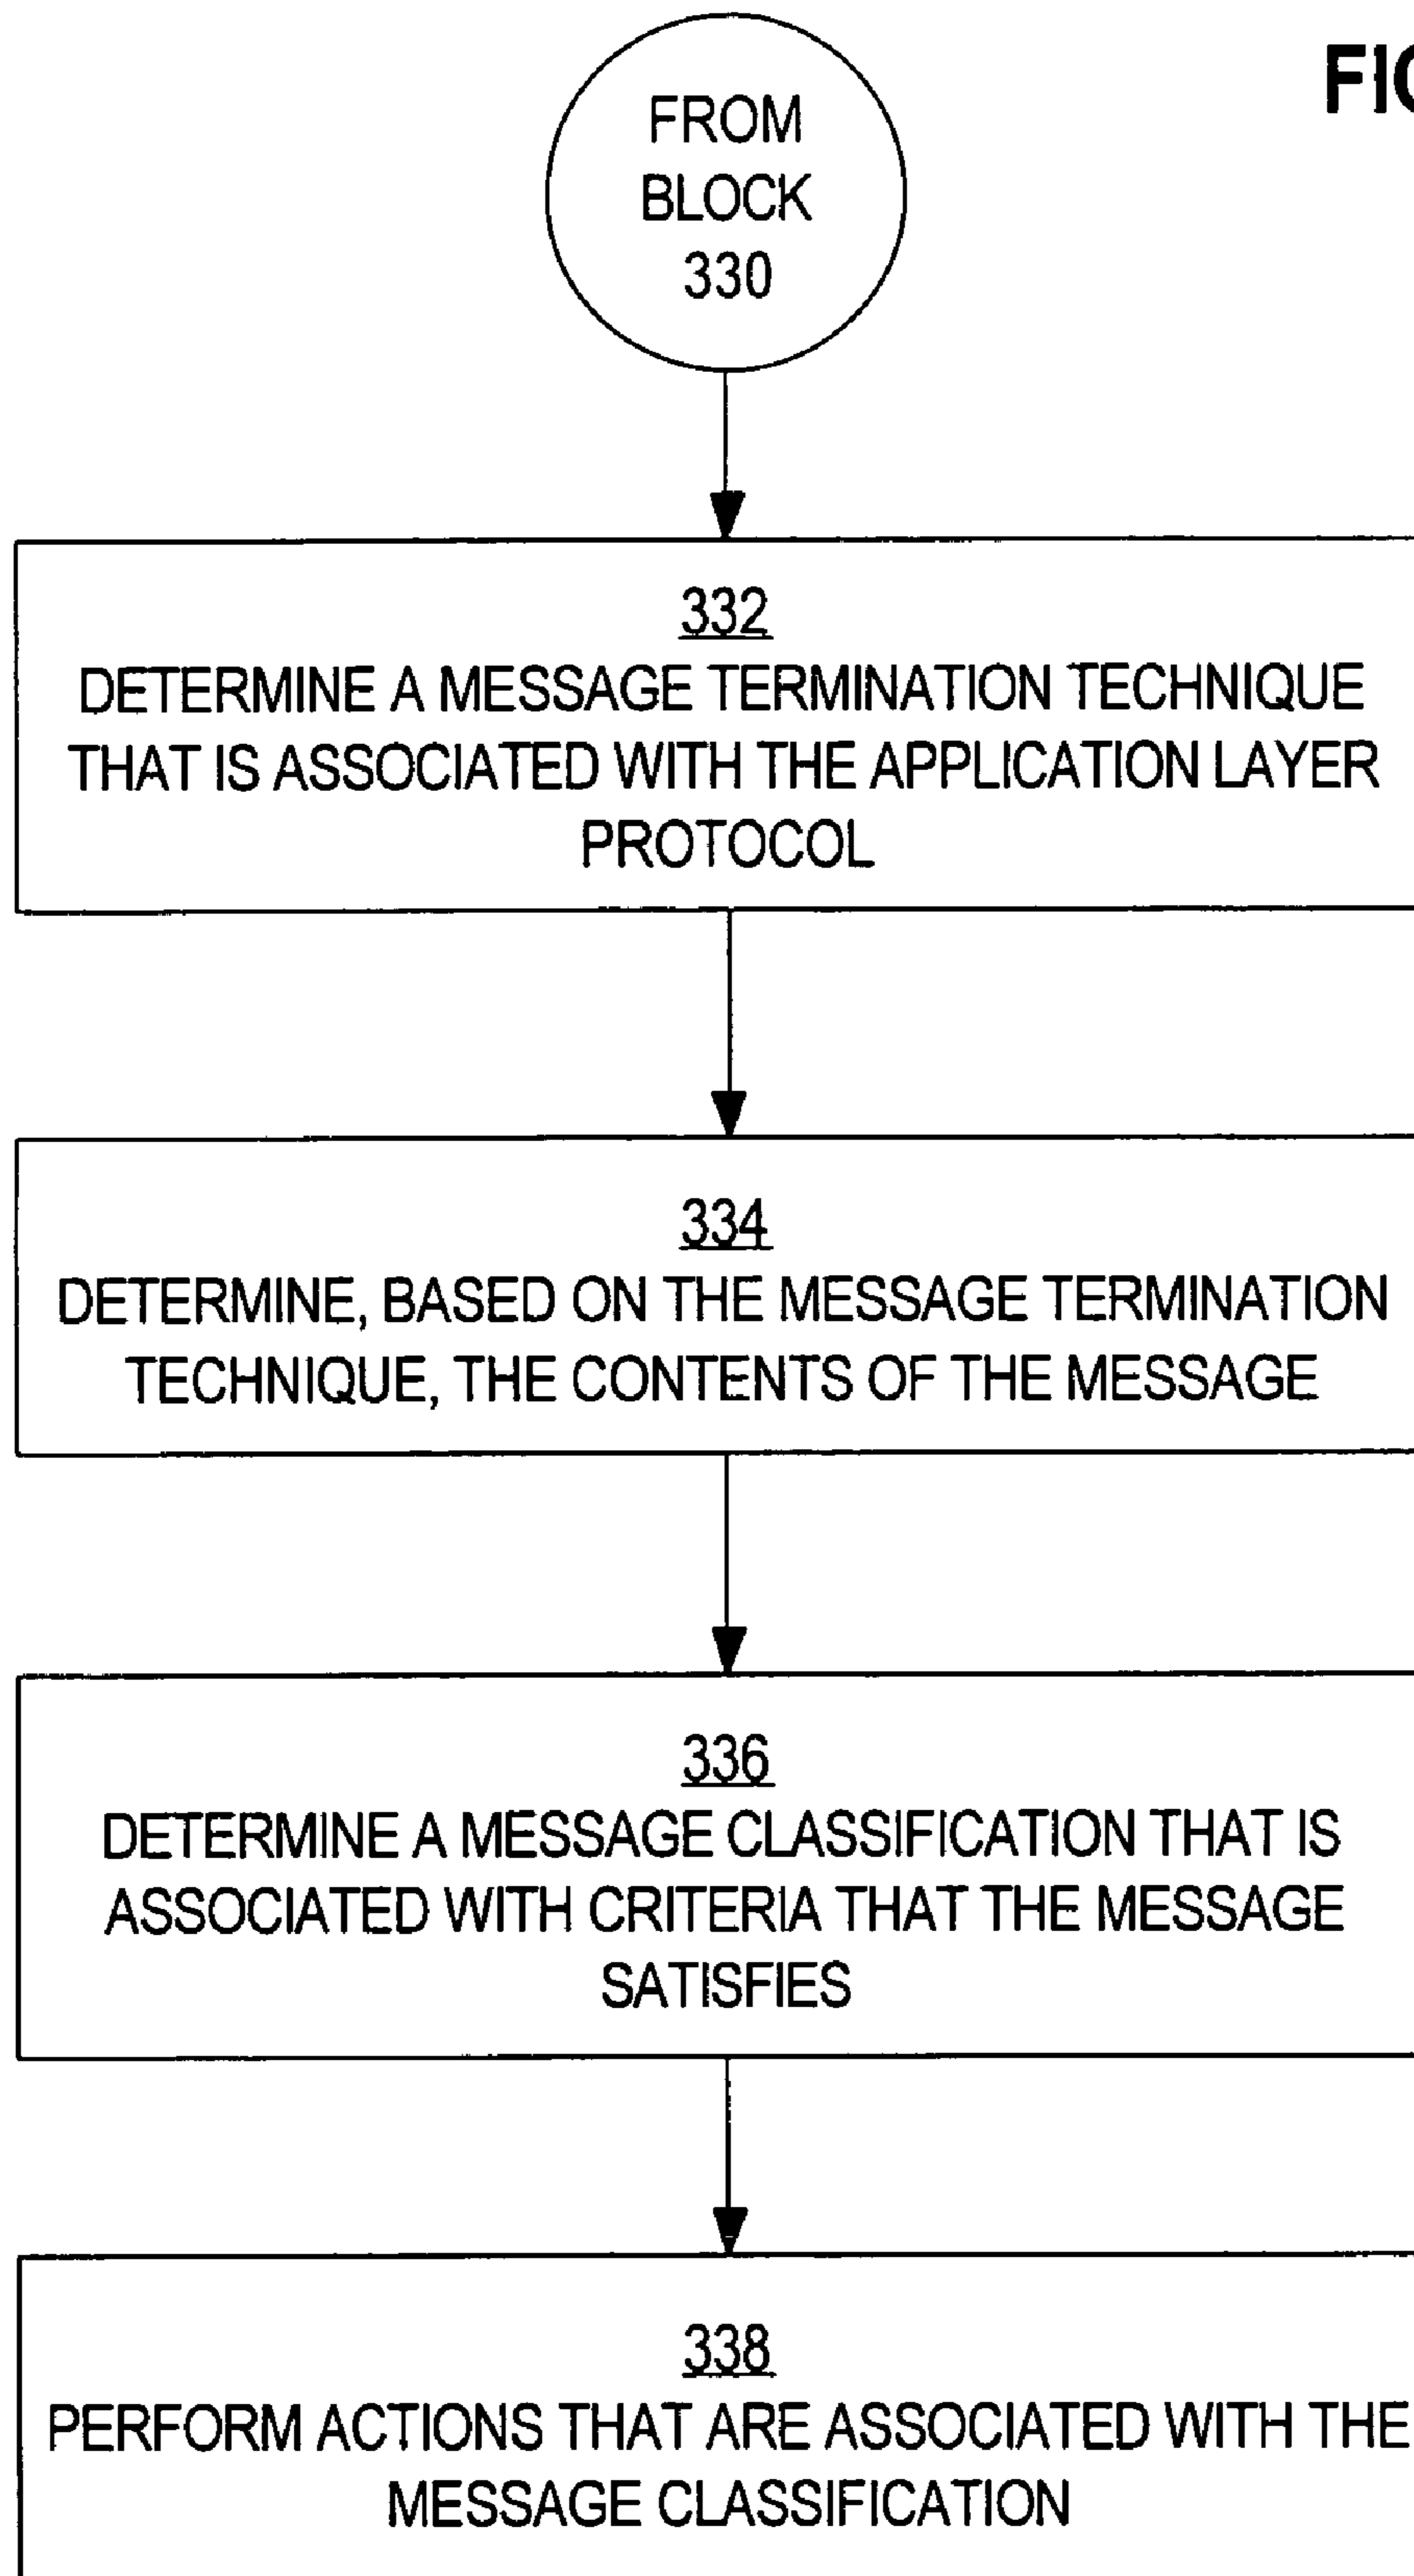 FROM
BLOCK
330
332
DETERMINE A MESSAGE TERMINATION TECHNIQUE
THAT IS ASSOCIATED WITH THE APPLICATION LAYER
PROTOCOL
334
DETERMINE, BASED ON THE MESSAGE TERMINATION
TECHNIQUE, THE CONTENTS OF THE MESSAGE
336
DETERMINE A MESSAGE CLASSIFICATION THAT IS
ASSOCIATED WITH CRITERIA THAT THE MESSAGE
SATISFIES
338
PERFORM ACTIONS THAT ARE ASSOCIATED WITH THE
MESSAGE CLASSIFICATION